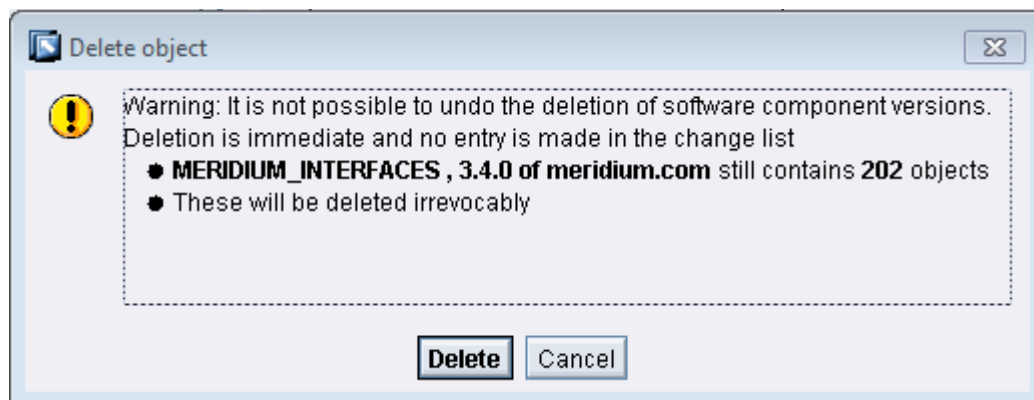 Delete object
Warning: It is not possible to undo the deletion of software component versions.
Deletion is immediate and no entry is made in the change list
MERIDIUM_INTERFACES , 3.4.0 of meridium.com still contains 202 objects
These will be deleted irrevocably
Delete
Cancel